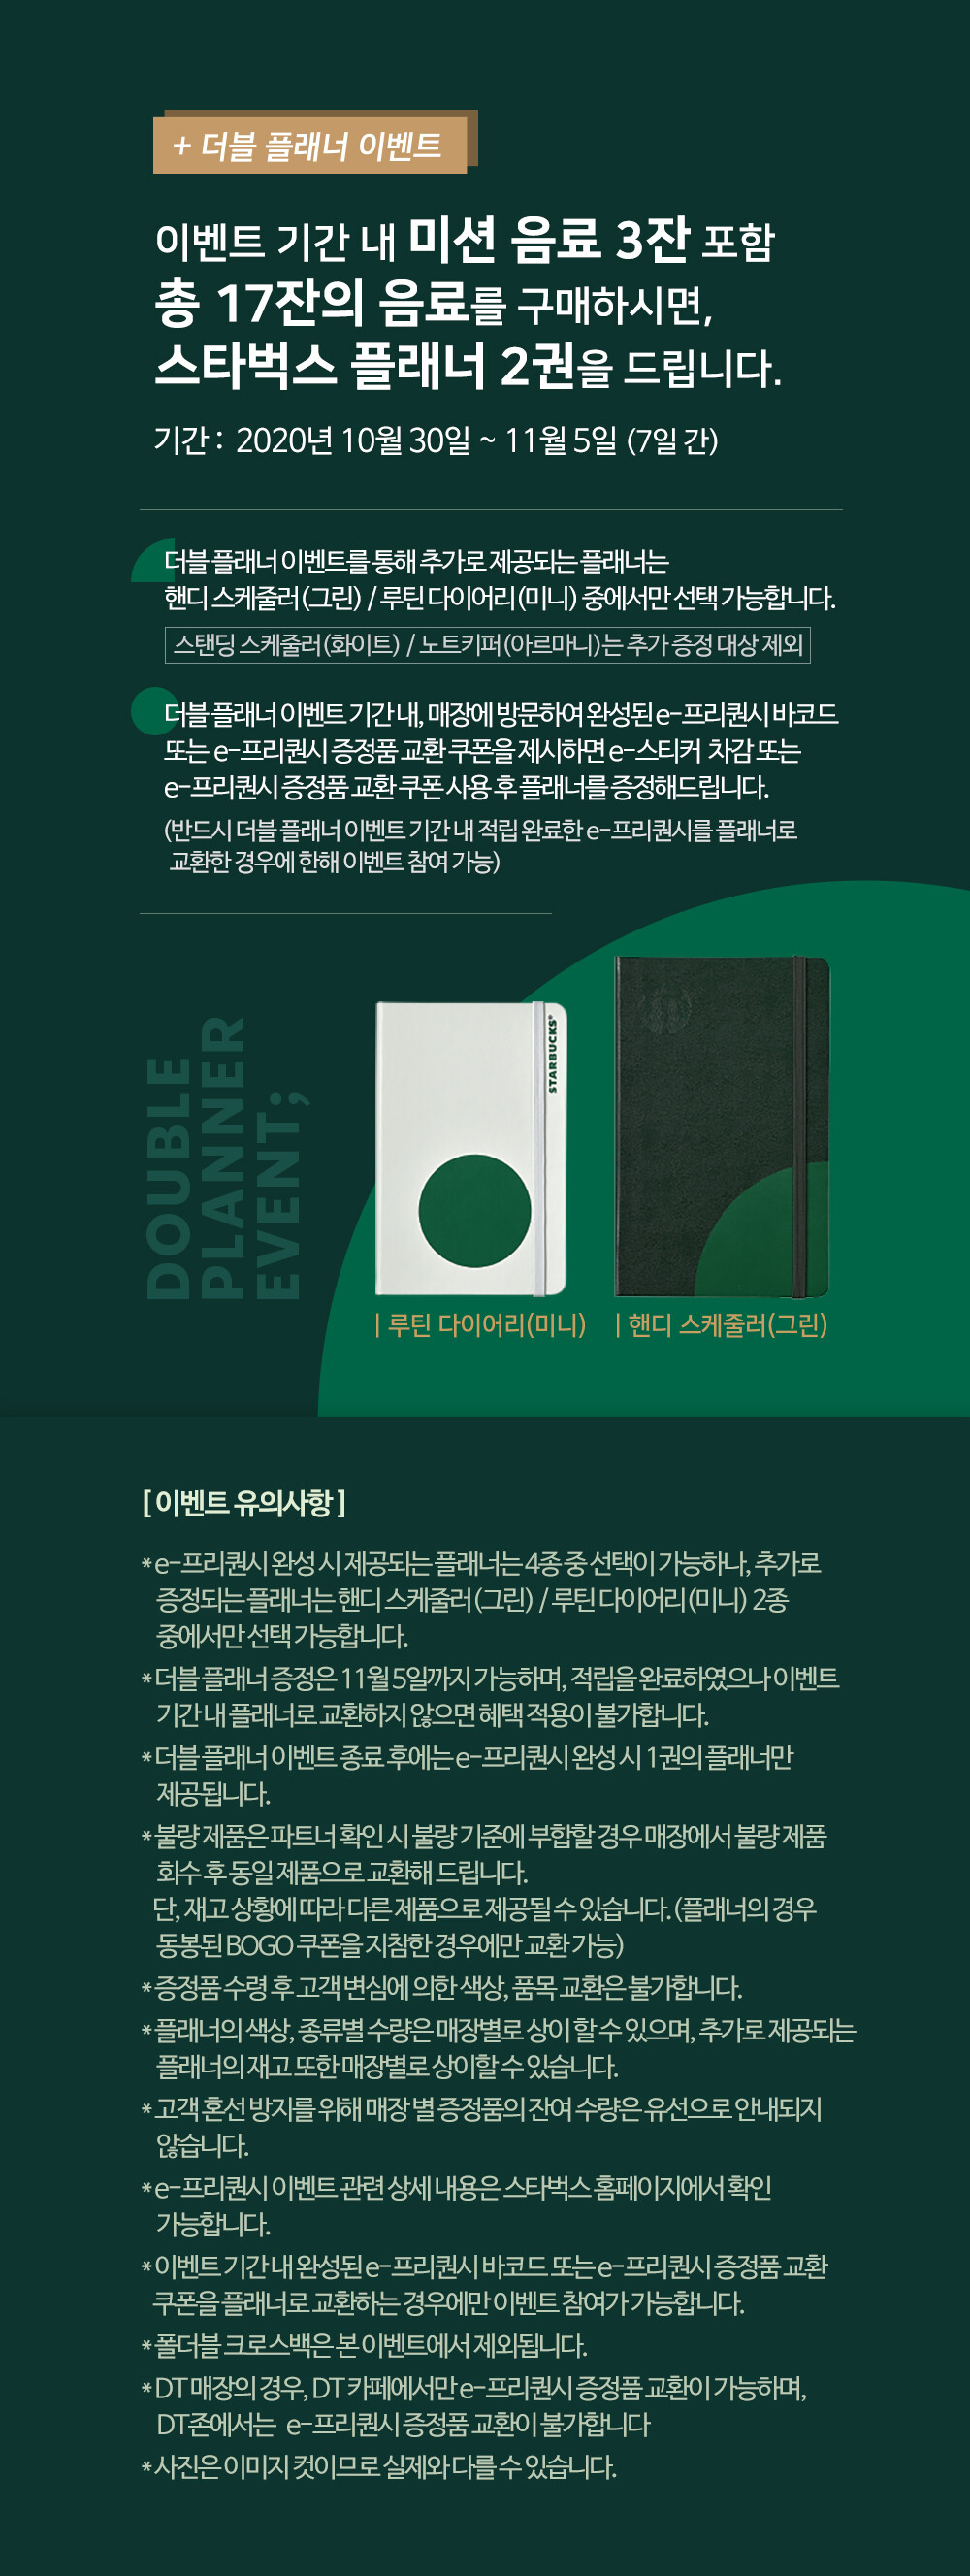 + 더블 플래너 이벤트
이벤트 기간 내 미션 음료 3잔 포함
총 17잔의 음료를 구매하시면,
스타벅스 플래너 2권을 드립니다.
기간 : 2020년 10월 30일 ~ 11월 5일 (7일 간)
더블 플래너 이벤트를 통해 추가로 제공되는 플래너는
핸디 스케줄러(그린) / 루틴 다이어리(미니) 중에서만 선택 가능합니다.
스탠딩 스케줄러(화이트) / 노트키퍼(아르마니)는 추가 증정 대상 제외
더블 플래너 이벤트 기간 내, 매장에 방문하여 완성된 e-프리퀀시 바코드
또는 e-프리퀀시 증정품 교환 쿠폰을 제시하면 e-스티커 차감 또는
e-프리퀀시 증정품 교환 쿠폰 사용 후 플래너를 증정해드립니다.
(반드시 더블 플래너 이벤트 기간 내 적립 완료한 e-프리퀀시를 플래너로
교환한 경우에 한해 이벤트 참여 가능)
DOUBLE
PLANNER
EVENT;
STARBUCKS®
| 루틴 다이어리(미니)
| 핸디 스케줄러(그린)
[ 이벤트 유의사항 ]
* e-프리퀀시 완성 시 제공되는 플래너는 4종 중 선택이 가능하나, 추가로
증정되는 플래너는 핸디 스케줄러(그린) / 루틴 다이어리(미니) 2종
중에서만 선택 가능합니다.
* 더블 플래너 증정은 11월 5일까지 가능하며, 적립을 완료하였으나 이벤트
기간 내 플래너로 교환하지 않으면 혜택 적용이 불가합니다.
* 더블 플래너 이벤트 종료 후에는 e-프리퀀시 완성 시 1권의 플래너만
제공됩니다.
* 불량 제품은 파트너 확인 시 불량 기준에 부합할 경우 매장에서 불량 제품
회수 후 동일 제품으로 교환해 드립니다.
단, 재고 상황에 따라 다른 제품으로 제공될 수 있습니다. (플래너의 경우
동봉된 BOGO 쿠폰을 지참한 경우에만 교환 가능)
* 증정품 수령 후 고객 변심에 의한 색상, 품목 교환은 불가합니다.
* 플래너의 색상, 종류별 수량은 매장별로 상이 할 수 있으며, 추가로 제공되는
플래너의 재고 또한 매장별로 상이할 수 있습니다.
* 고객 혼선 방지를 위해 매장 별 증정품의 잔여 수량은 유선으로 안내되지
않습니다.
* e-프리퀀시 이벤트 관련 상세 내용은 스타벅스 홈페이지에서 확인
가능합니다.
* 이벤트 기간 내 완성된 e-프리퀀시 바코드 또는 e-프리퀀시 증정품 교환
쿠폰을 플래너로 교환하는 경우에만 이벤트 참여가 가능합니다.
* 폴더블 크로스백은 본 이벤트에서 제외됩니다.
* DT 매장의 경우, DT 카페에서만 e-프리퀀시 증정품 교환이 가능하며,
DT존에서는 e-프리퀀시 증정품 교환이 불가합니다
* 사진은 이미지 컷이므로 실제와 다를 수 있습니다.